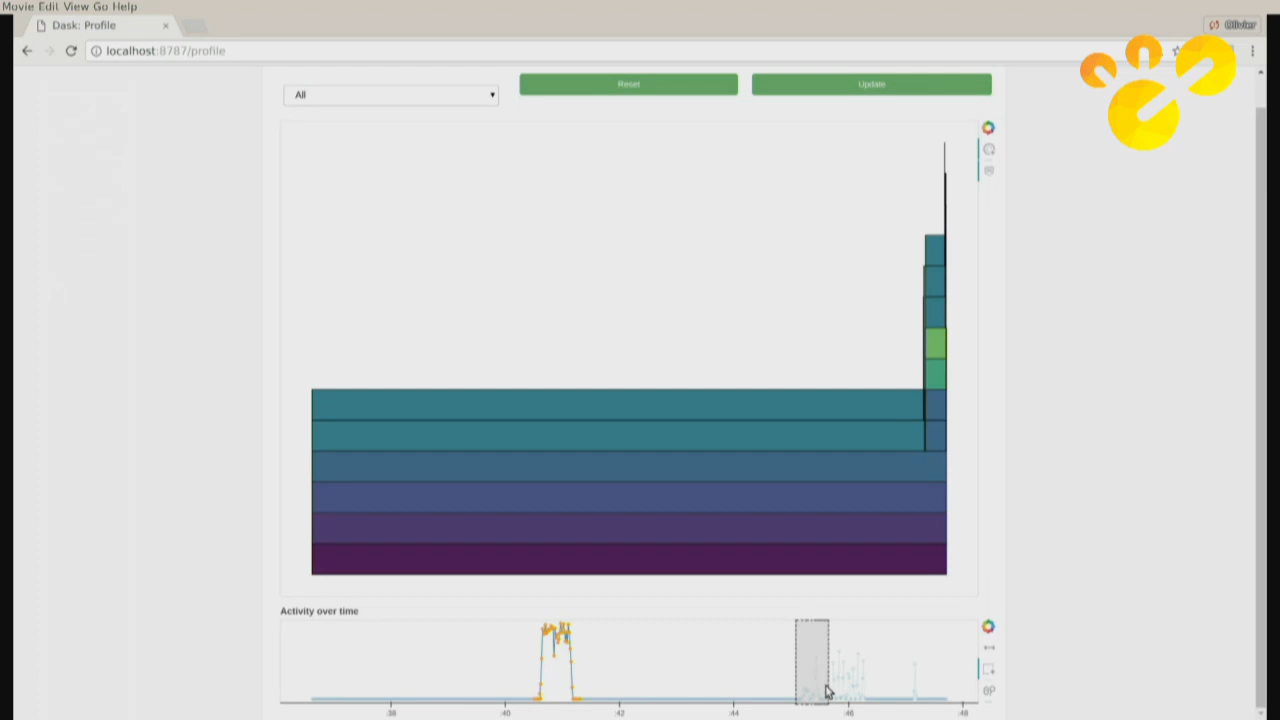 Movie Edit View Go Help
Dask: Profile
Olivier
localhost:8787/profile
All
Reset
Update
Activity over time
:38
:40
:42
:44
:46
:48